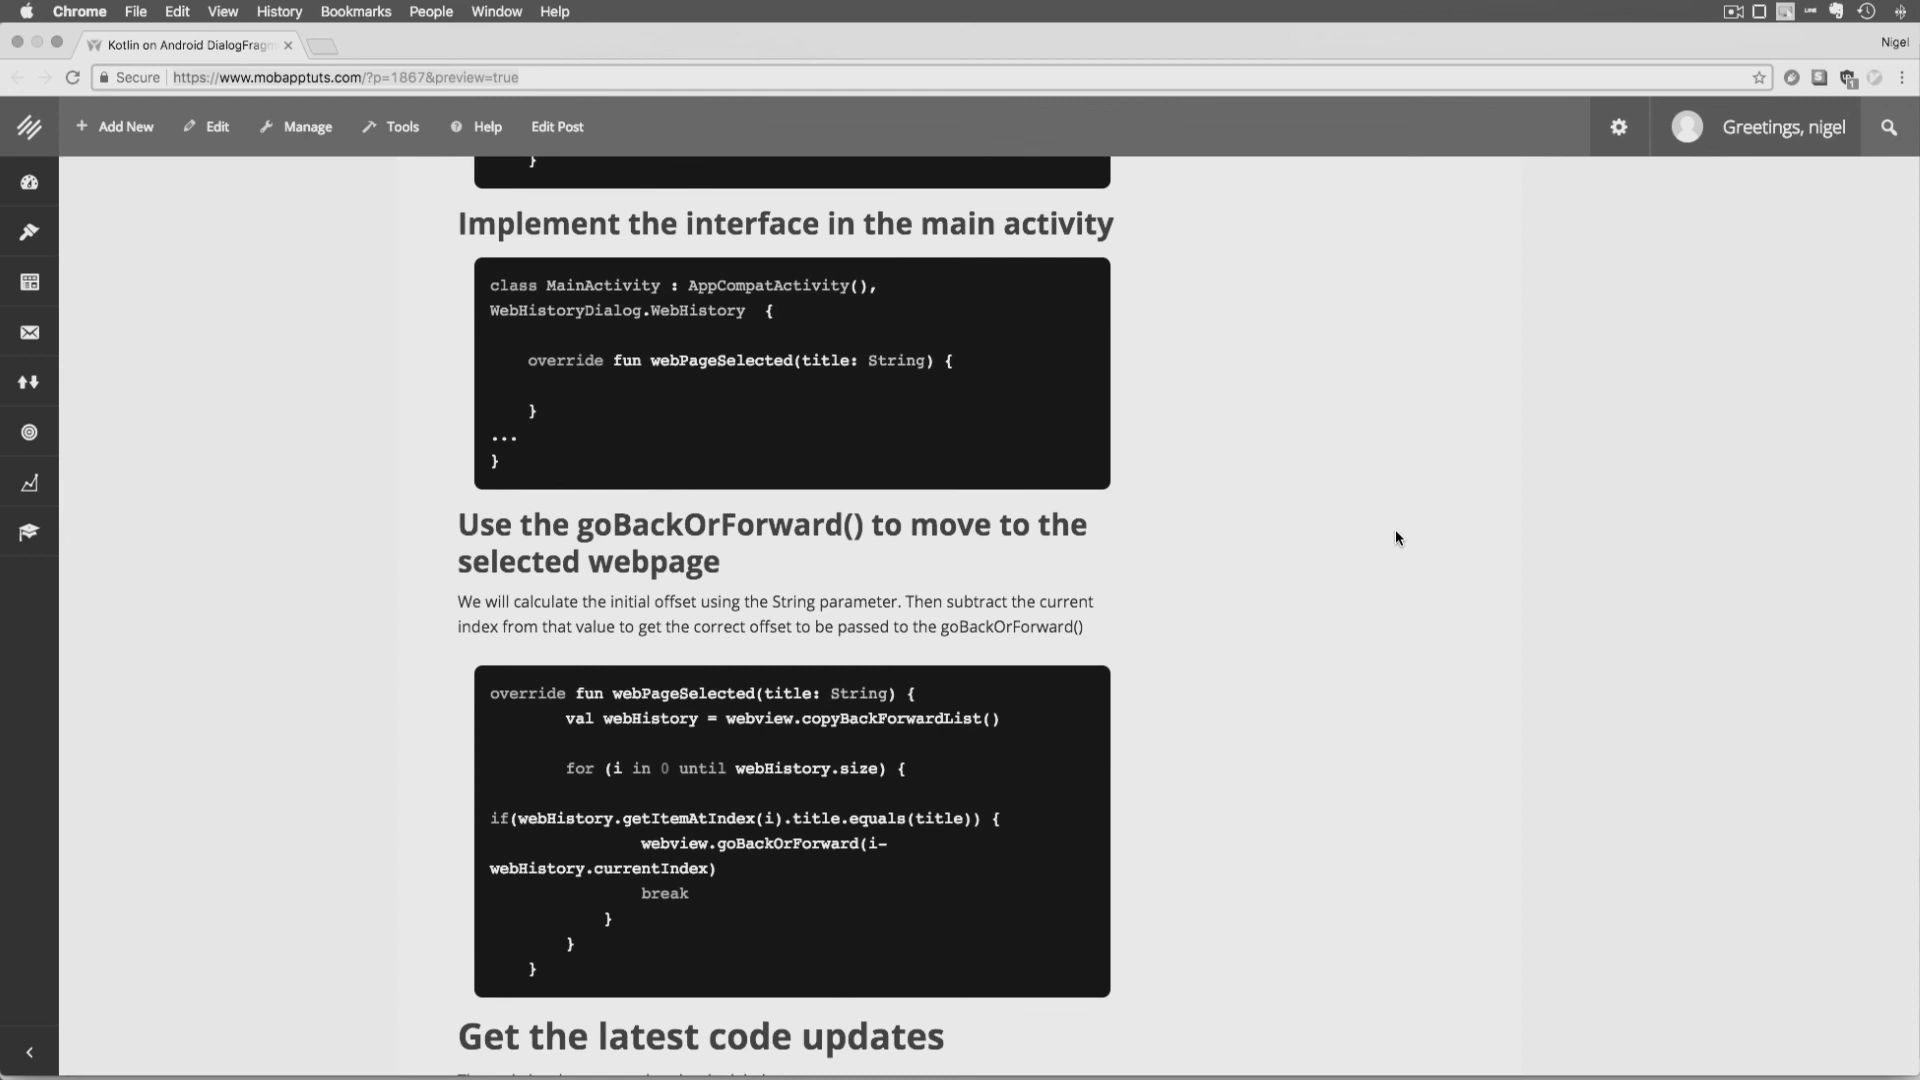 Chrome File Edit View History Bookmarks People Window Help
Kotlin on Android DialogFragm
Nigel
Secure https://www.mobapptuts.com/?p=1867&preview=true
Add New Edit Manage Tools Help Edit Post Greetings, nigel
}
Implement the interface in the main activity
class MainActivity : AppCompatActivity(),
WebHistoryDialog.WebHistory {
override fun webPageSelected(title: String) {
}
...
}
Use the goBackOrForward() to move to the
selected webpage
We will calculate the initial offset using the String parameter. Then subtract the current
index from that value to get the correct offset to be passed to the goBackOrForward()
override fun webPageSelected(title: String) {
val webHistory = webview.copyBackForwardList()
for (i in 0 until webHistory.size) {
if(webHistory.getItemAtIndex(i).title.equals(title)) {
webview.goBackOrForward(i-
webHistory.currentIndex)
break
}
}
}
Get the latest code updates